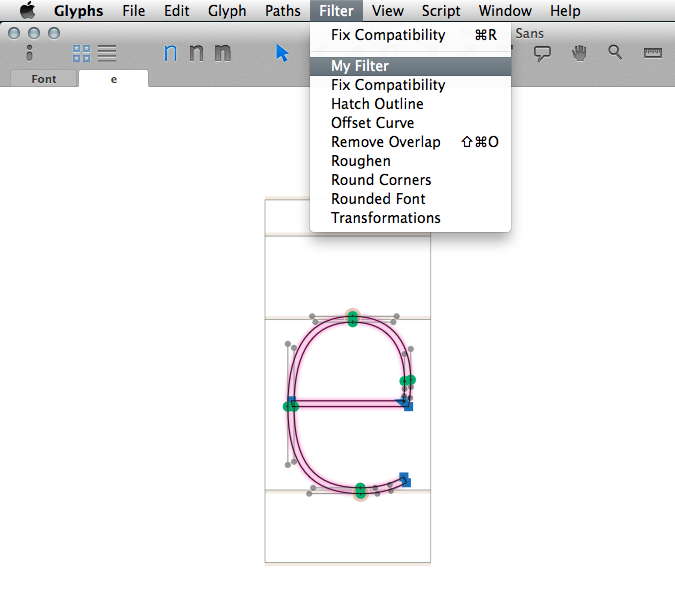 Glyphs File Edit Glyph Paths Filter View Script Window Help
Sans
n n n
Font e
Fix Compatibility ⌘R
My Filter
Fix Compatibility
Hatch Outline
Offset Curve
Remove Overlap ⇧⌘O
Roughen
Round Corners
Rounded Font
Transformations
e